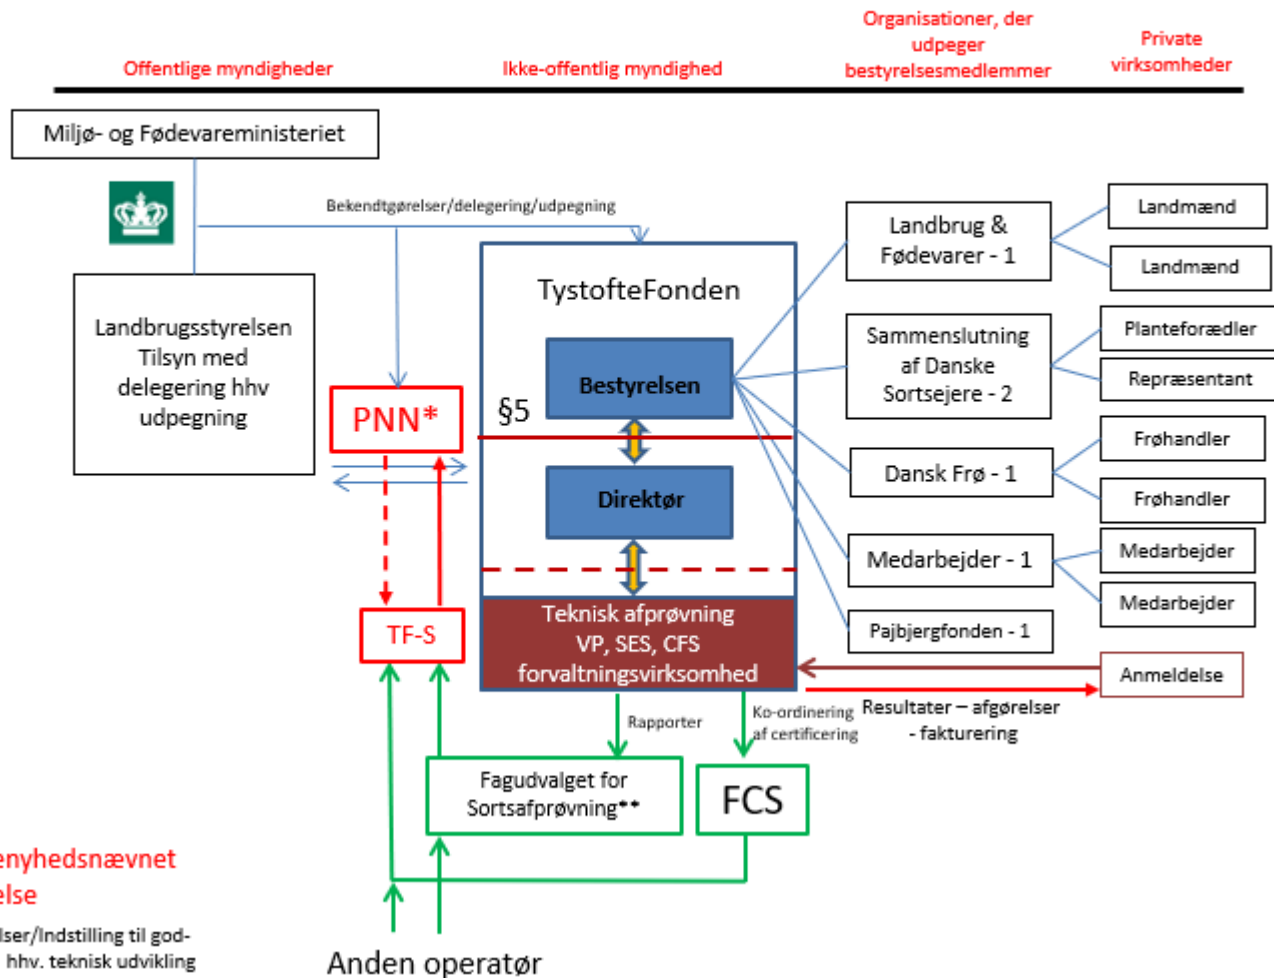 Offentlige myndigheder
Ikke-offentlig myndighed
Organisationer, der
udpeger
bestyrelsesmedlemmer
Private
virksomheder
Miljø- og Fødevareministeriet
Bekendtgørelser/delegering/udpegning
Landbrugsstyrelsen
Tilsyn med
delegering hhv
udpegning
PNN*
§5
TystofteFonden
Bestyrelsen
Direktør
Teknisk afprøvning
VP, SES, CFS
forvaltningsvirksomhed
TF-S
Landbrug &
Fødevarer - 1
Sammenslutning
af Danske
Sortsejere - 2
Dansk Frø - 1
Medarbejder - 1
Pajbjergfonden - 1
Landmænd
Landmænd
Planteforædler
Repræsentant
Frøhandler
Frøhandler
Medarbejder
Medarbejder
Anmeldelse
Resultater – afgørelser
- fakturering
Rapporter
Ko-ordinering
af certificering
Fagudvalget for
Sortsafprøvning**
FCS
enyhedsnævnet
else
lser/Indstilling til god-
hhv. teknisk udvikling
Anden operatør